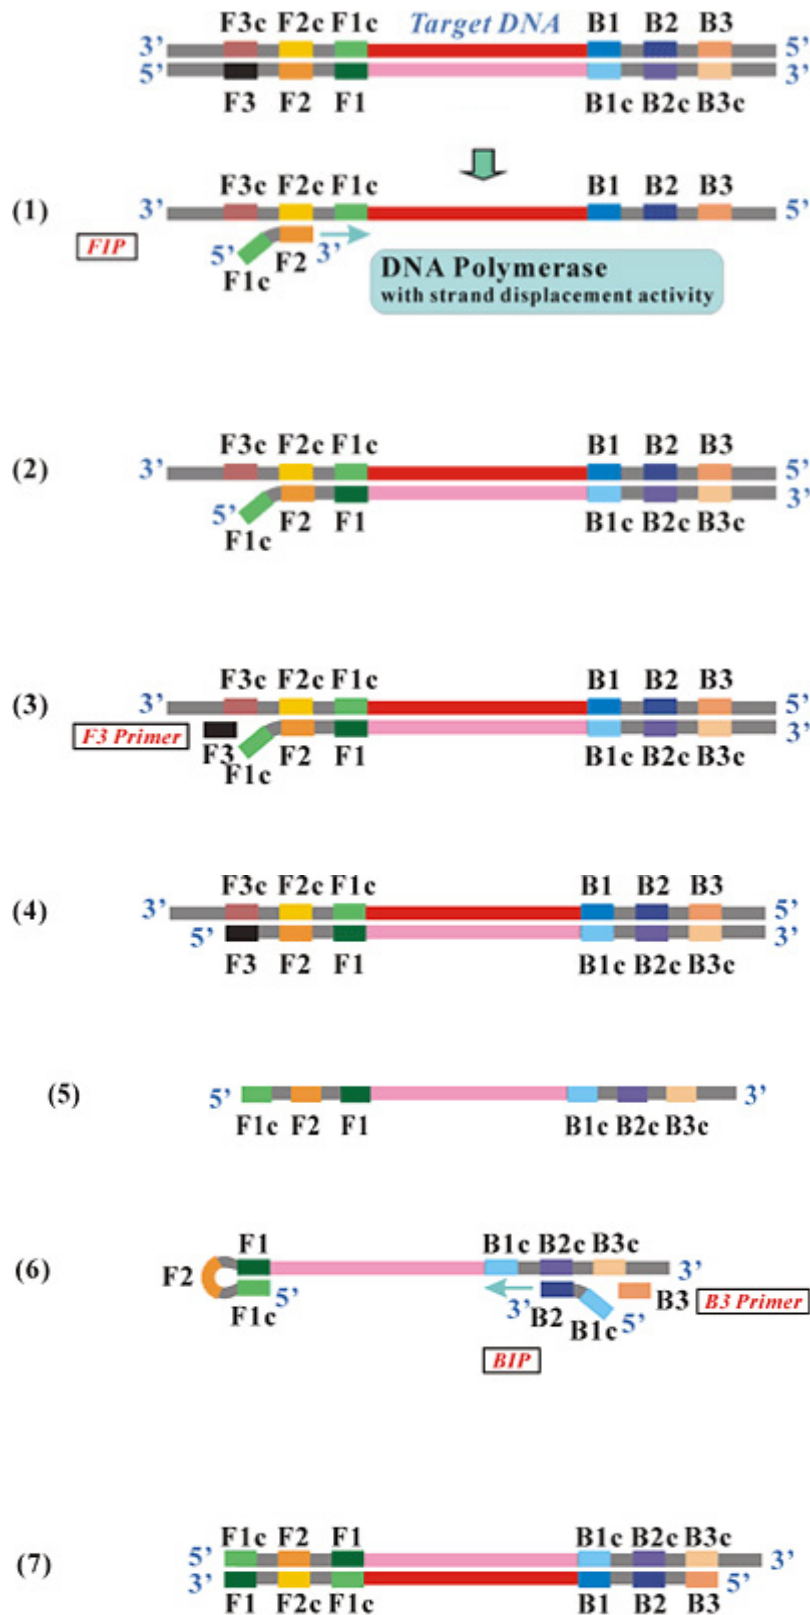 F3c F2c F1c Target DNA B1 B2 B3
3’ 5’
5’ 3’
F3 F2 F1 B1c B2c B3c
F3c F2c F1c B1 B2 B3
(1) 3’ 5’
FIP 5’ F1c F2 3’
DNA Polymerase
with strand displacement activity
F3c F2c F1c B1 B2 B3
(2) 3’ 5’
5’ 3’
F1c F2 F1 B1c B2c B3c
F3c F2c F1c B1 B2 B3
(3) 3’ 5’
F3 Primer 3’
F3 F1c F2 F1 B1c B2c B3c
F3c F2c F1c B1 B2 B3
(4) 3’ 5’
5’ 3’
F3 F2 F1 B1c B2c B3c
(5) 5’ 3’
F1c F2 F1 B1c B2c B3c
F1 B1c B2c B3c
(6) F2 3’
F1c 5’ 3’ B2 B1c 5’ B3 B3 Primer
BIP
F1c F2 F1 B1c B2c B3c
(7) 5’ 3’
3’ 5’
F1 F2c F1c B1 B2 B3